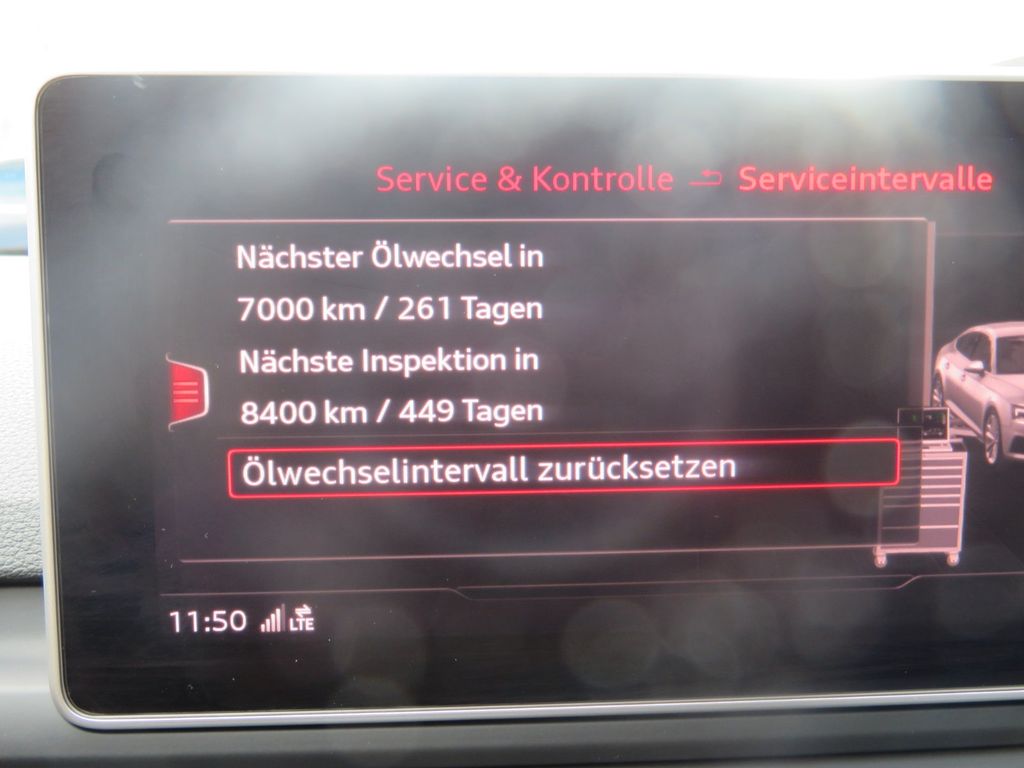 Service & Kontrolle Serviceintervalle
Nächster Ölwechsel in
7000 km / 261 Tagen
Nächste Inspektion in
8400 km / 449 Tagen
Ölwechselintervall zurücksetzen
11:50 LTE